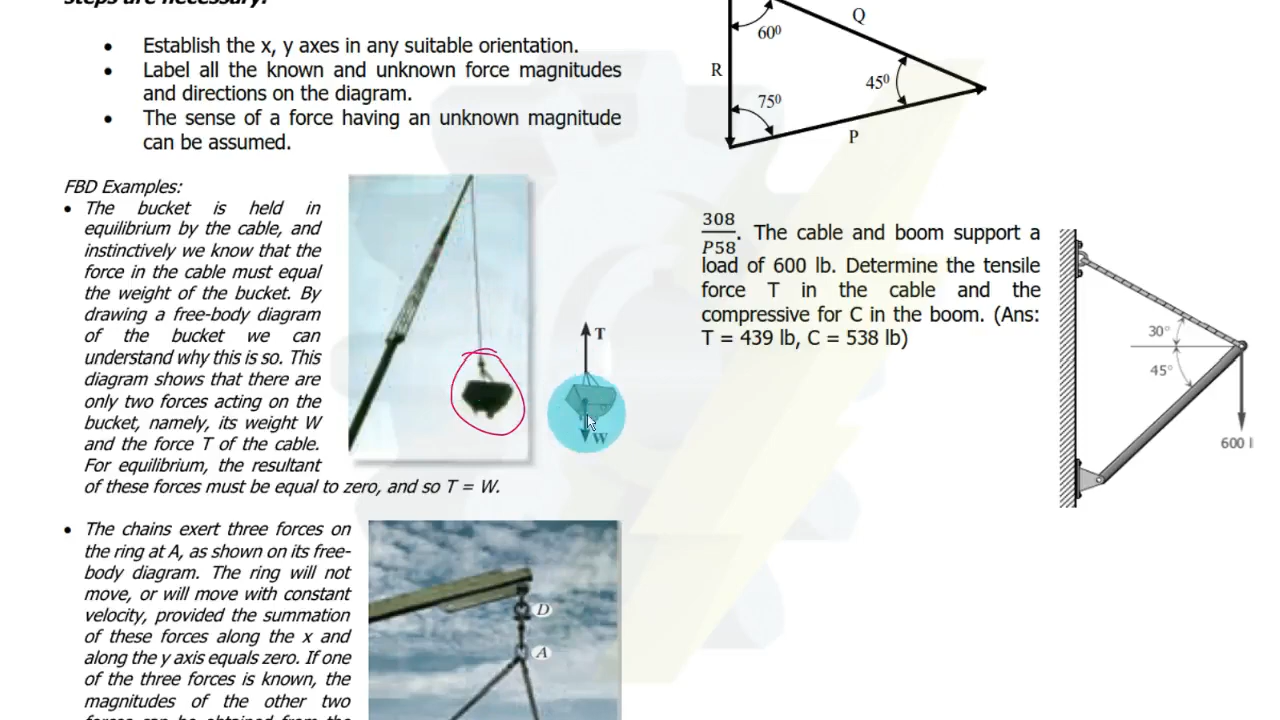 steps are necessary:
• Establish the x, y axes in any suitable orientation.
• Label all the known and unknown force magnitudes
and directions on the diagram.
• The sense of a force having an unknown magnitude
can be assumed.
FBD Examples:
• The bucket is held in
equilibrium by the cable, and
instinctively we know that the
force in the cable must equal
the weight of the bucket. By
drawing a free-body diagram
of the bucket we can
understand why this is so. This
diagram shows that there are
only two forces acting on the
bucket, namely, its weight W
and the force T of the cable.
For equilibrium, the resultant
of these forces must be equal to zero, and so T = W.
T
W
• The chains exert three forces on
the ring at A, as shown on its free-
body diagram. The ring will not
move, or will move with constant
velocity, provided the summation
of these forces along the x and
along the y axis equals zero. If one
of the three forces is known, the
magnitudes of the other two
forces can be obtained from the
D
A
Q
60⁰
R
45⁰
75⁰
P
308
P58
. The cable and boom support a
load of 600 lb. Determine the tensile
force T in the cable and the
compressive for C in the boom. (Ans:
T = 439 lb, C = 538 lb)
30°
45°
600 l